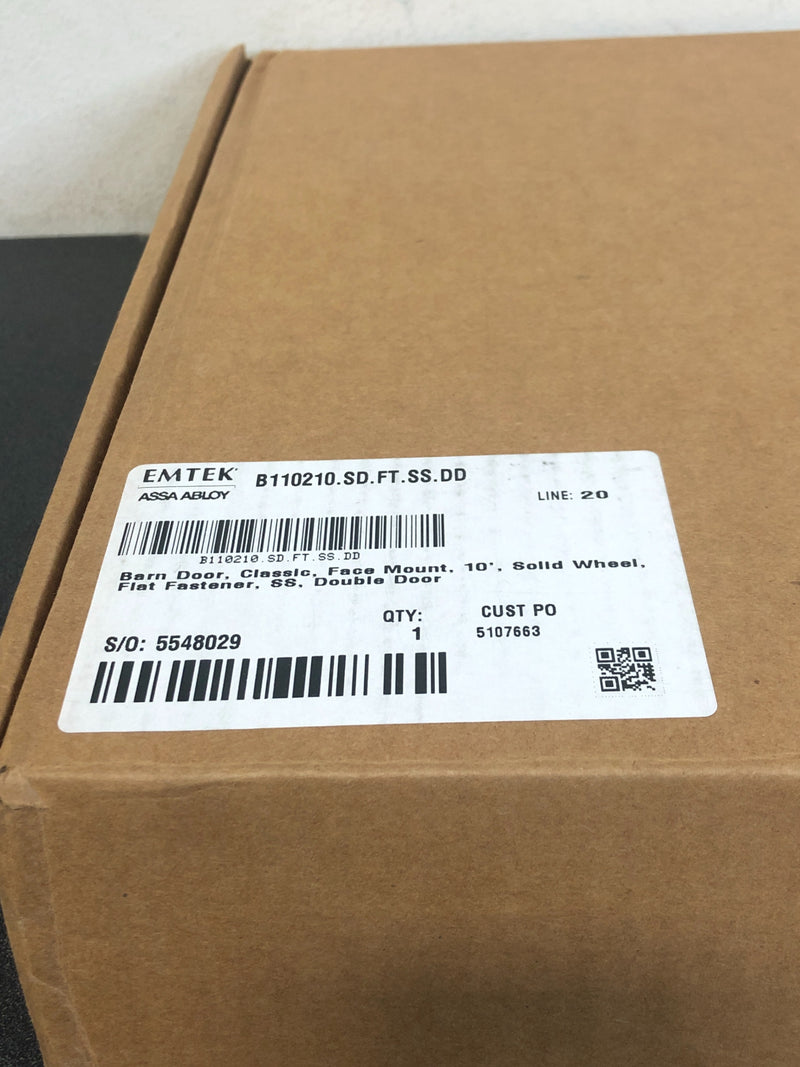 EMTEK
ASSA ABLOY
B110210.SD.FT.SS.DD
LINE: 20
B110210.SD.FT.SS.DD
Barn Door, Classic, Face Mount, 10', Solid Wheel,
Flat Fastener, SS, Double Door
QTY:
1
CUST PO
5107663
S/O: 5548029